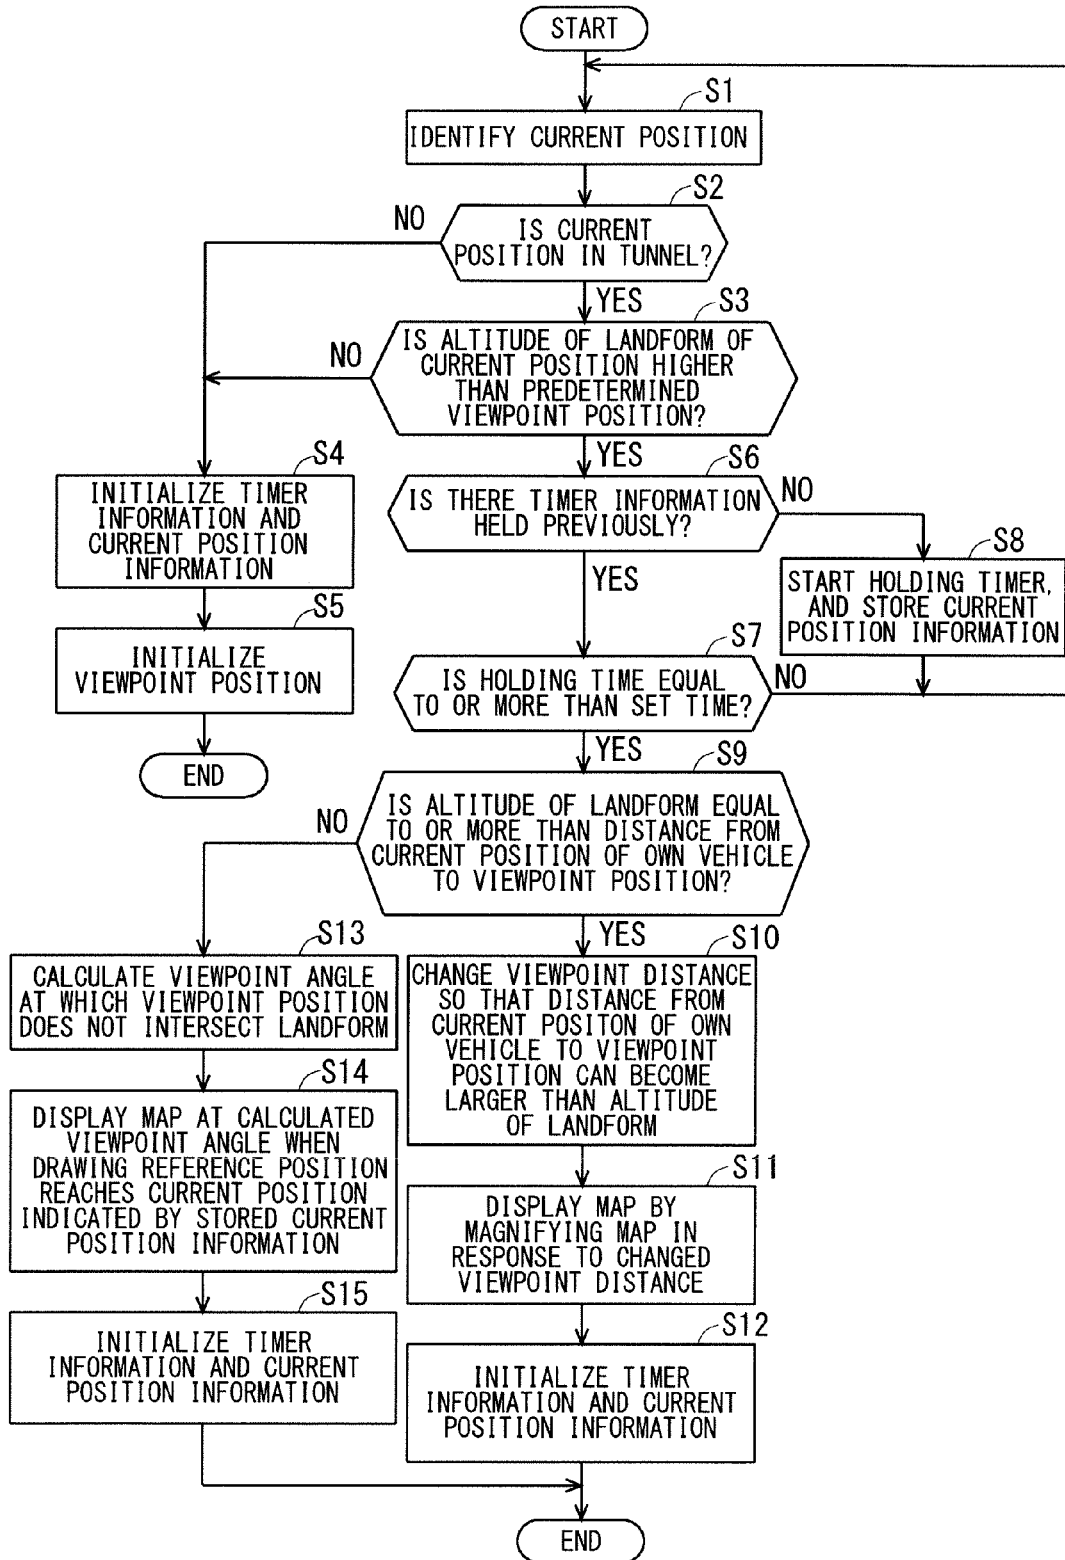 START
S1
IDENTIFY CURRENT POSITION
S2
NO
IS CURRENT
POSITION IN TUNNEL?
YES
S3
NO
IS ALTITUDE OF LANDFORM OF
CURRENT POSITION HIGHER
THAN PREDETERMINED
VIEWPOINT POSITION?
YES
S4
INITIALIZE TIMER
INFORMATION AND
CURRENT POSITION
INFORMATION
S5
INITIALIZE
VIEWPOINT POSITION
END
S6
IS THERE TIMER INFORMATION
HELD PREVIOUSLY?
NO
YES
S8
START HOLDING TIMER,
AND STORE CURRENT
POSITION INFORMATION
S7
IS HOLDING TIME EQUAL
TO OR MORE THAN SET TIME?
NO
YES
S9
NO
IS ALTITUDE OF LANDFORM EQUAL
TO OR MORE THAN DISTANCE FROM
CURRENT POSITION OF OWN VEHICLE
TO VIEWPOINT POSITION?
YES
S13
CALCULATE VIEWPOINT ANGLE
AT WHICH VIEWPOINT POSITION
DOES NOT INTERSECT LANDFORM
S14
DISPLAY MAP AT CALCULATED
VIEWPOINT ANGLE WHEN
DRAWING REFERENCE POSITION
REACHES CURRENT POSITION
INDICATED BY STORED CURRENT
POSITION INFORMATION
S15
INITIALIZE TIMER
INFORMATION AND CURRENT
POSITION INFORMATION
S10
CHANGE VIEWPOINT DISTANCE
SO THAT DISTANCE FROM
CURRENT POSITON OF OWN
VEHICLE TO VIEWPOINT
POSITION CAN BECOME
LARGER THAN ALTITUDE
OF LANDFORM
S11
DISPLAY MAP BY
MAGNIFYING MAP IN
RESPONSE TO CHANGED
VIEWPOINT DISTANCE
S12
INITIALIZE TIMER
INFORMATION AND CURRENT
POSITION INFORMATION
END